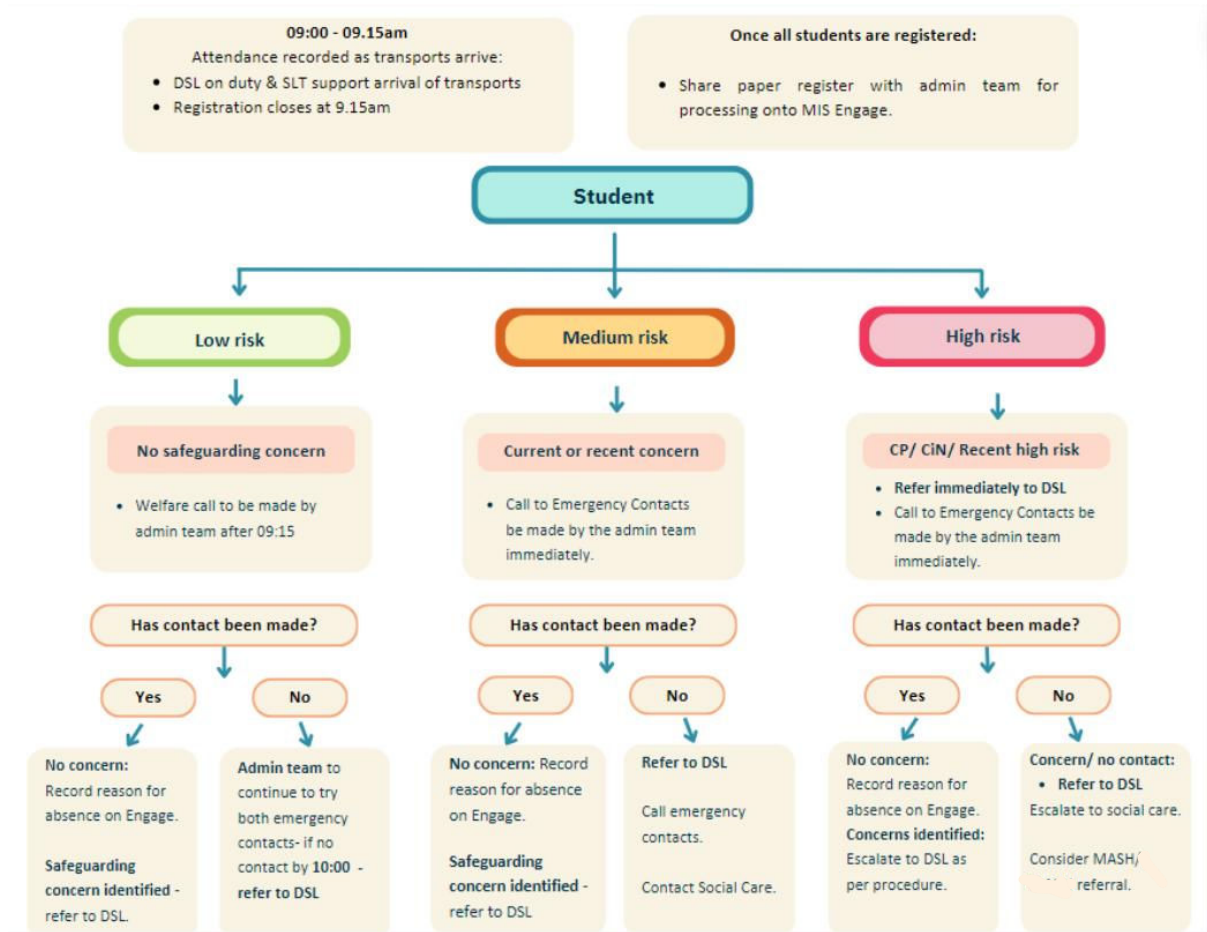 09:00 - 09.15am
Attendance recorded as transports arrive:
• DSL on duty & SLT support arrival of transports
• Registration closes at 9.15am
Once all students are registered:
• Share paper register with admin team for
processing onto MIS Engage.
Student
Low risk
Medium risk
High risk
No safeguarding concern
• Welfare call to be made by
admin team after 09:15
Current or recent concern
• Call to Emergency Contacts
be made by the admin team
immediately.
CP/ CiN/ Recent high risk
• Refer immediately to DSL
• Call to Emergency Contacts be
made by the admin team
immediately.
Has contact been made?
Has contact been made?
Has contact been made?
Yes
No
Yes
No
Yes
No
No concern:
Record reason for
absence on Engage.
Safeguarding
concern identified -
refer to DSL.
Admin team to
continue to try
both emergency
contacts- if no
contact by 10:00 -
refer to DSL
No concern: Record
reason for absence
on Engage.
Safeguarding
concern identified -
refer to DSL
Refer to DSL
Call emergency
contacts.
Contact Social Care.
No concern:
Record reason for
absence on Engage.
Concerns identified:
Escalate to DSL as
per procedure.
Concern/ no contact:
• Refer to DSL
Escalate to social care.
Consider MASH/
referral.